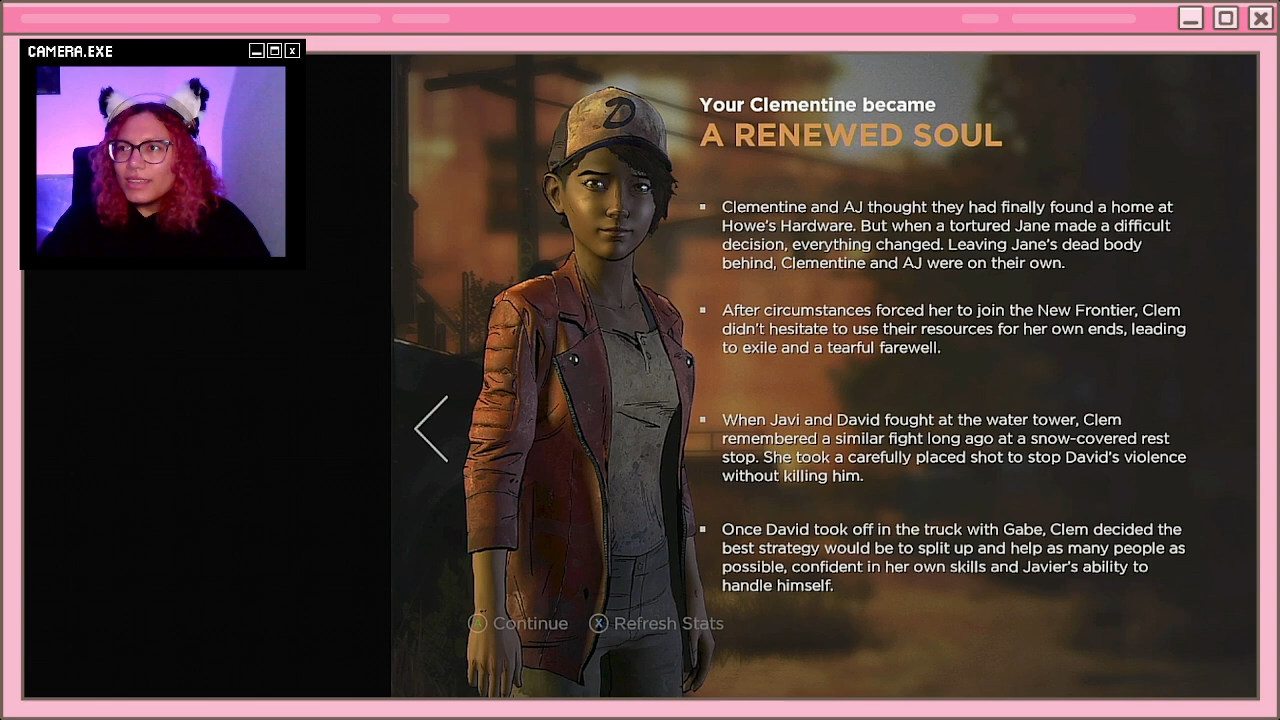 CAMERA.EXE
Your Clementine became
A RENEWED SOUL
D
Clementine and AJ thought they had finally found a home at
Howe's Hardware. But when a tortured Jane made a difficult
decision, everything changed. Leaving Jane's dead body
behind, Clementine and AJ were on their own.
After circumstances forced her to join the New Frontier, Clem
didn't hesitate to use their resources for her own ends, leading
to exile and a tearful farewell.
When Javi and David fought at the water tower, Clem
remembered a similar fight long ago at a snow-covered rest
stop. She took a carefully placed shot to stop David's violence
without killing him.
Once David took off in the truck with Gabe, Clem decided the
best strategy would be to split up and help as many people as
possible, confident in her own skills and Javier's ability to
handle himself.
A Continue X Refresh Stats